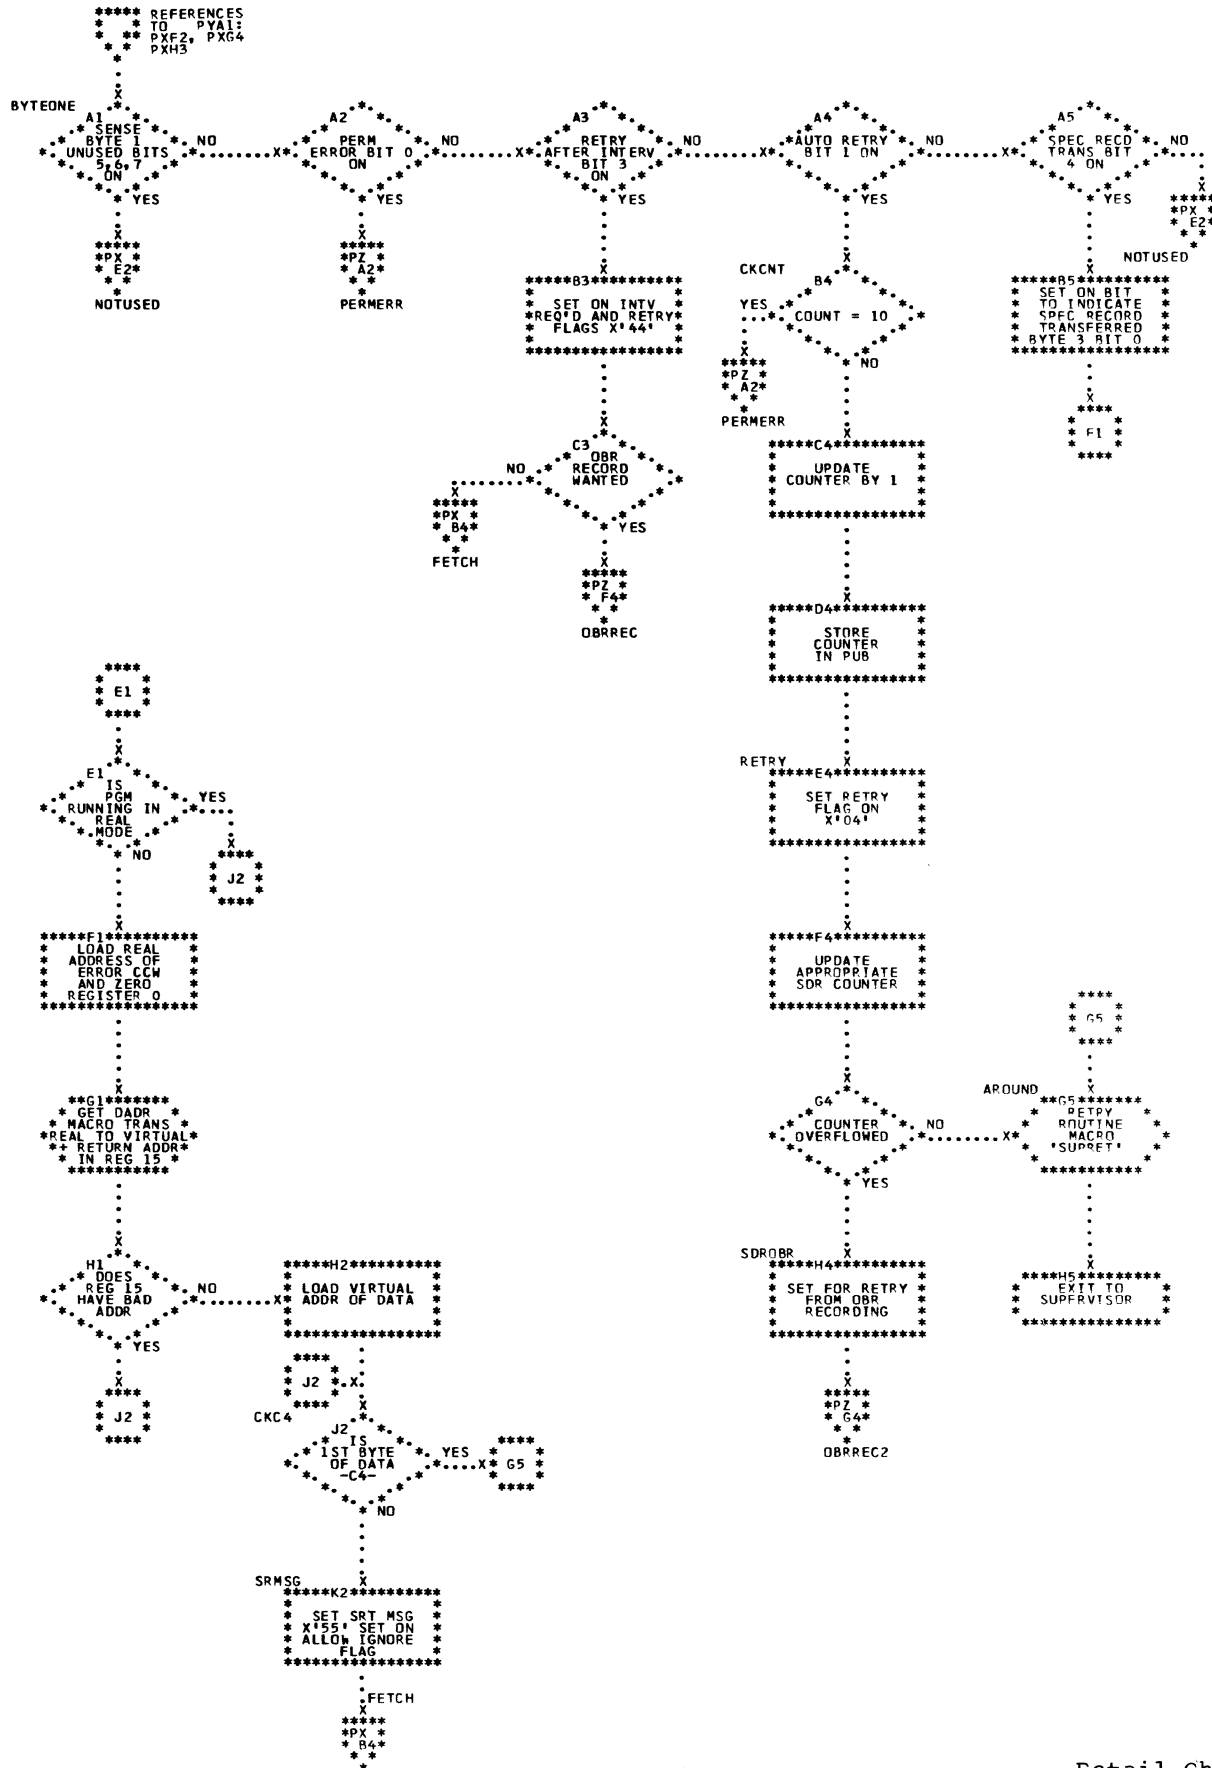 REFERENCES
TO PYA1:
PXF2, PXG4
PXH3
BYTEONE
A1
SENSE
BYTE 1
UNUSED BITS
5,6,7
ON
NO
YES
PX
E2
NOTUSED
A2
PERM
ERROR BIT 0
ON
NO
YES
PZ
A2
PERMERR
A3
RETRY
AFTER INTERV
BIT 3
ON
NO
YES
B3
SET ON INTV
REQ'D AND RETRY
FLAGS X'44'
C3
OBR
RECORD
WANTED
NO
YES
PX
B4
FETCH
PZ
F4
OBRREC
A4
AUTO RETRY
BIT 1 ON
NO
YES
CKCNT
B4
COUNT = 10
YES
NO
PZ
A2
PERMERR
C4
UPDATE
COUNTER BY 1
D4
STORE
COUNTER
IN PUB
RETRY
E4
SET RETRY
FLAG ON
X'04'
F4
UPDATE
APPROPRIATE
SDR COUNTER
G4
COUNTER
OVERFLOWED
NO
YES
SDROBR
H4
SET FOR RETRY
FROM OBR
RECORDING
PZ
G4
OBRREC2
A5
SPEC RECD
TRANS BIT
4 ON
NO
YES
PX
E2
NOTUSED
B5
SET ON BIT
TO INDICATE
SPEC RECORD
TRANSFERRED
BYTE 3 BIT 0
E1
G5
AROUND
G5
RETRY
ROUTINE
MACRO
'SUPRET'
H5
EXIT TO
SUPERVISOR
E1
E1
IS
PGM
RUNNING IN
REAL
MODE
YES
NO
J2
F1
LOAD REAL
ADDRESS OF
ERROR CCW
AND ZERO
REGISTER 0
G1
GET DADR
MACRO TRANS
REAL TO VIRTUAL
+ RETURN ADDR
IN REG 15
H1
DOES
REG 15
HAVE BAD
ADDR
NO
YES
J2
H2
LOAD VIRTUAL
ADDR OF DATA
J2
CKC4
J2
IS
1ST BYTE
OF DATA
-C4-
YES
NO
G5
SRMSG
K2
SET SRT MSG
X'55' SET ON
ALLOW IGNORE
FLAG
FETCH
PX
B4